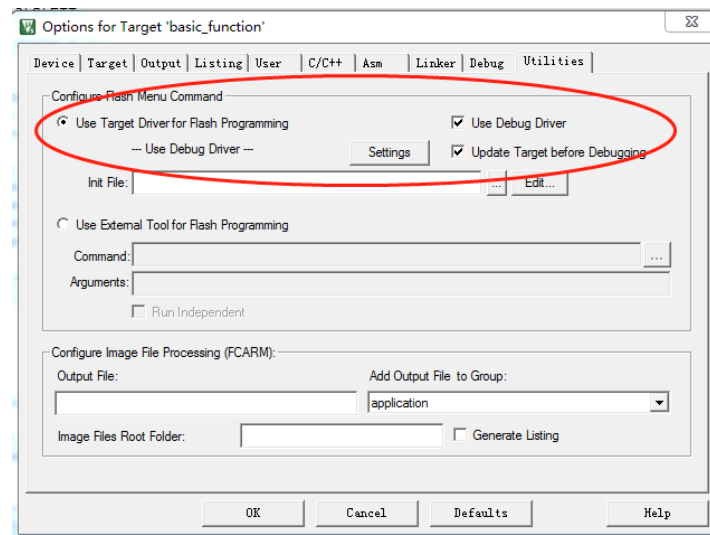 Options for Target 'basic_function'
Device Target Output Listing User C/C++ Asm Linker Debug Utilities
Configure Flash Menu Command
Use Target Driver for Flash Programming Use Debug Driver
--- Use Debug Driver --- Settings Update Target before Debugging
Init File: ... Edit...
Use External Tool for Flash Programming
Command: ...
Arguments:
Run Independent
Configure Image File Processing (FCARM):
Output File: Add Output File to Group:
application
Image Files Root Folder: Generate Listing
OK Cancel Defaults Help